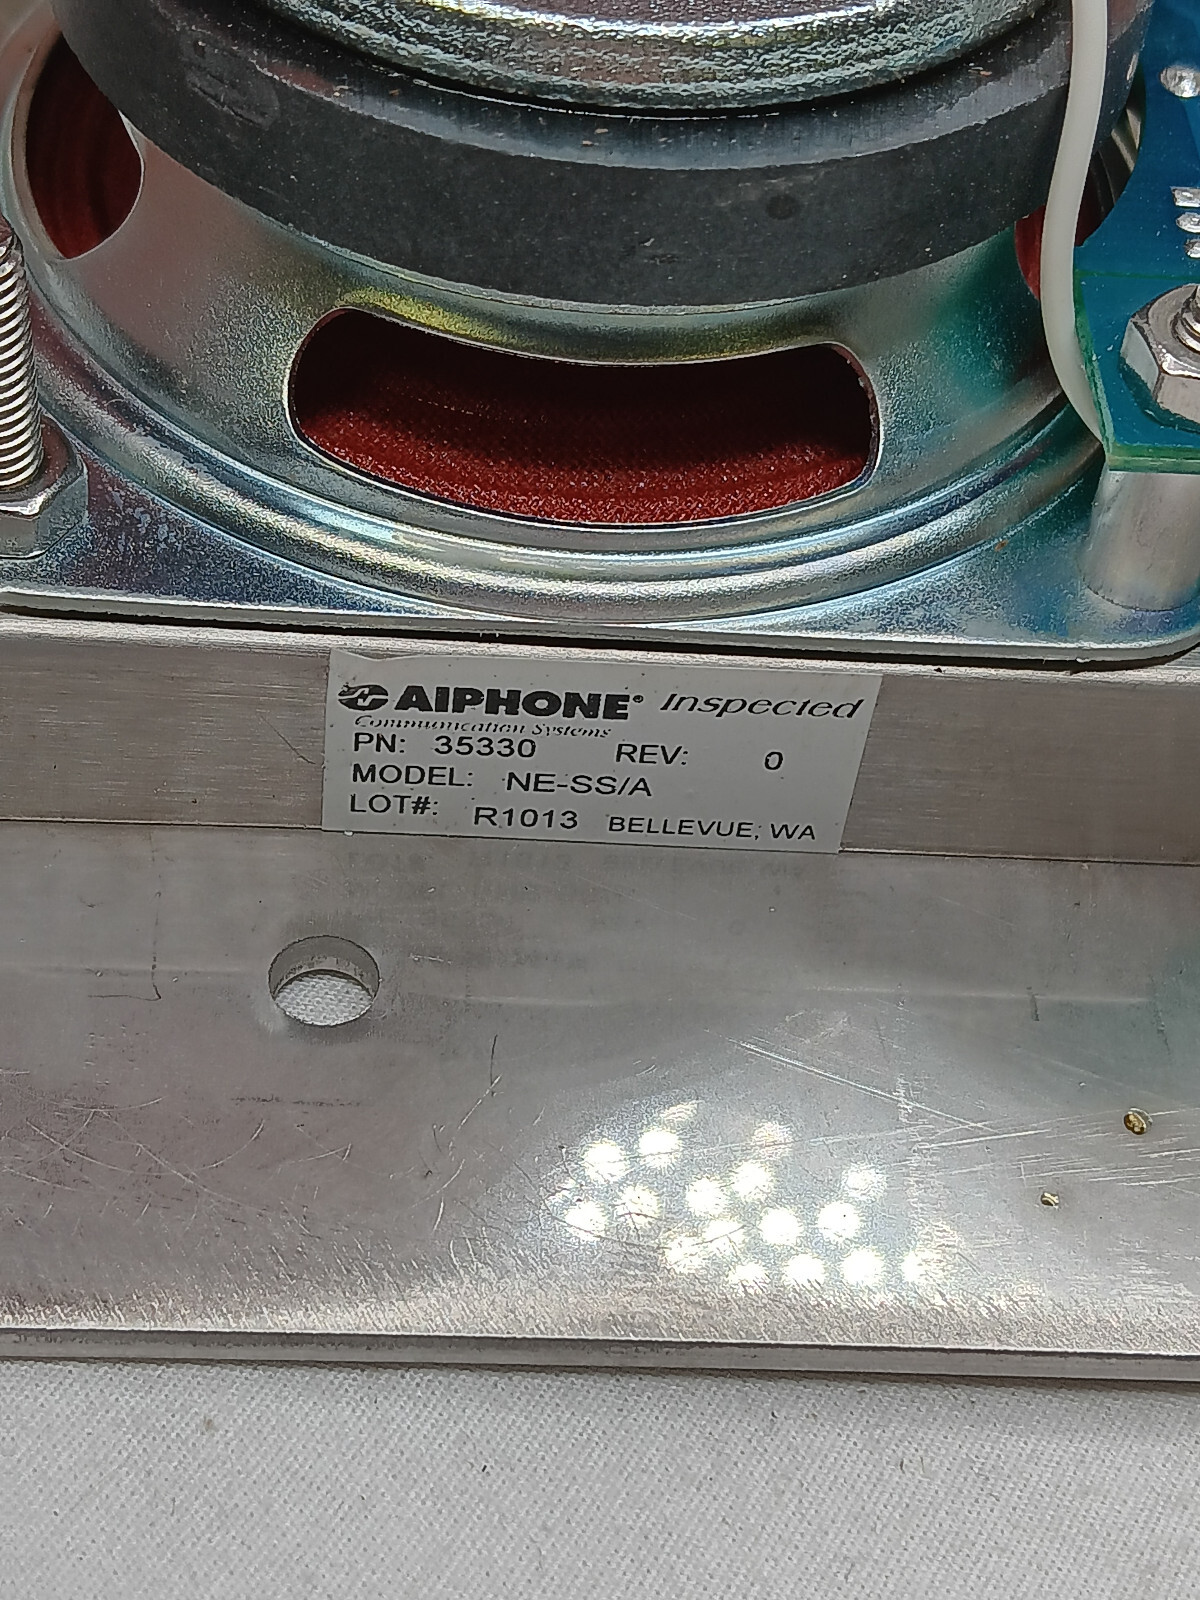 AIPHONE® Inspected
Communication Systems
PN: 35330 REV: 0
MODEL: NE-SS/A
LOT#: R1013 BELLEVUE, WA